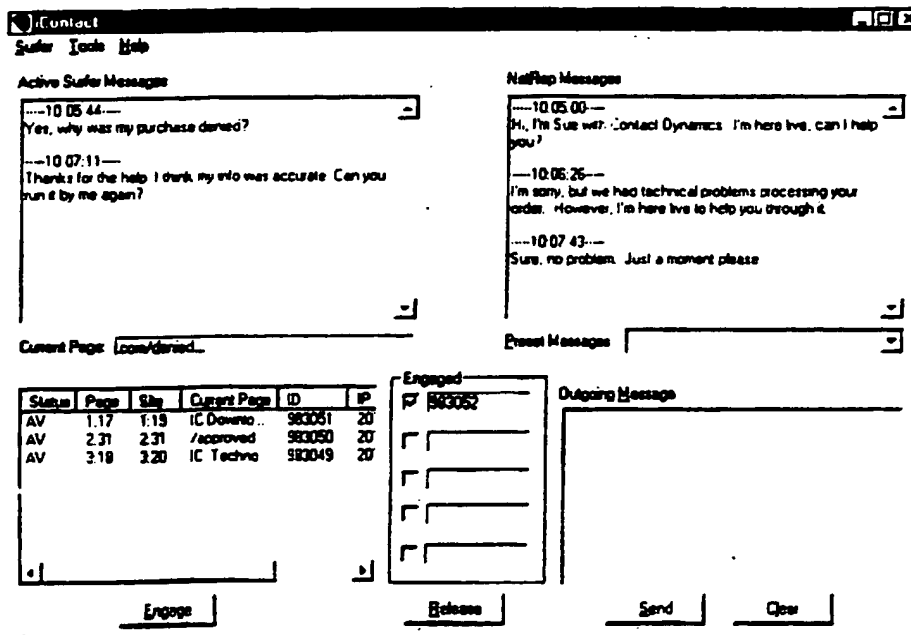 iContact
Surfer Tools Help
Active Surfer Messages
----10:05:44----
Yes, why was my purchase denied?
----10:07:11----
Thanks for the help. I think my info was accurate. Can you
run it by me again?
NetRep Messages
----10:05:00----
Hi, I'm Sue with Contact Dynamics. I'm here live, can I help
you?
----10:06:26----
I'm sorry, but we had technical problems processing your
order. However, I'm here live to help you through it.
----10:07:43----
Sure, no problem. Just a moment please
Current Page: .com/denied...
Preset Messages
Status Page Site Current Page ID IP
AV 1:17 1:19 IC Downlo... 983051 20
AV 2:31 2:31 /approved 983050 20
AV 3:18 3:20 IC Techno 983049 20
Engaged
983052
Outgoing Message
Engage
Release
Send
Clear